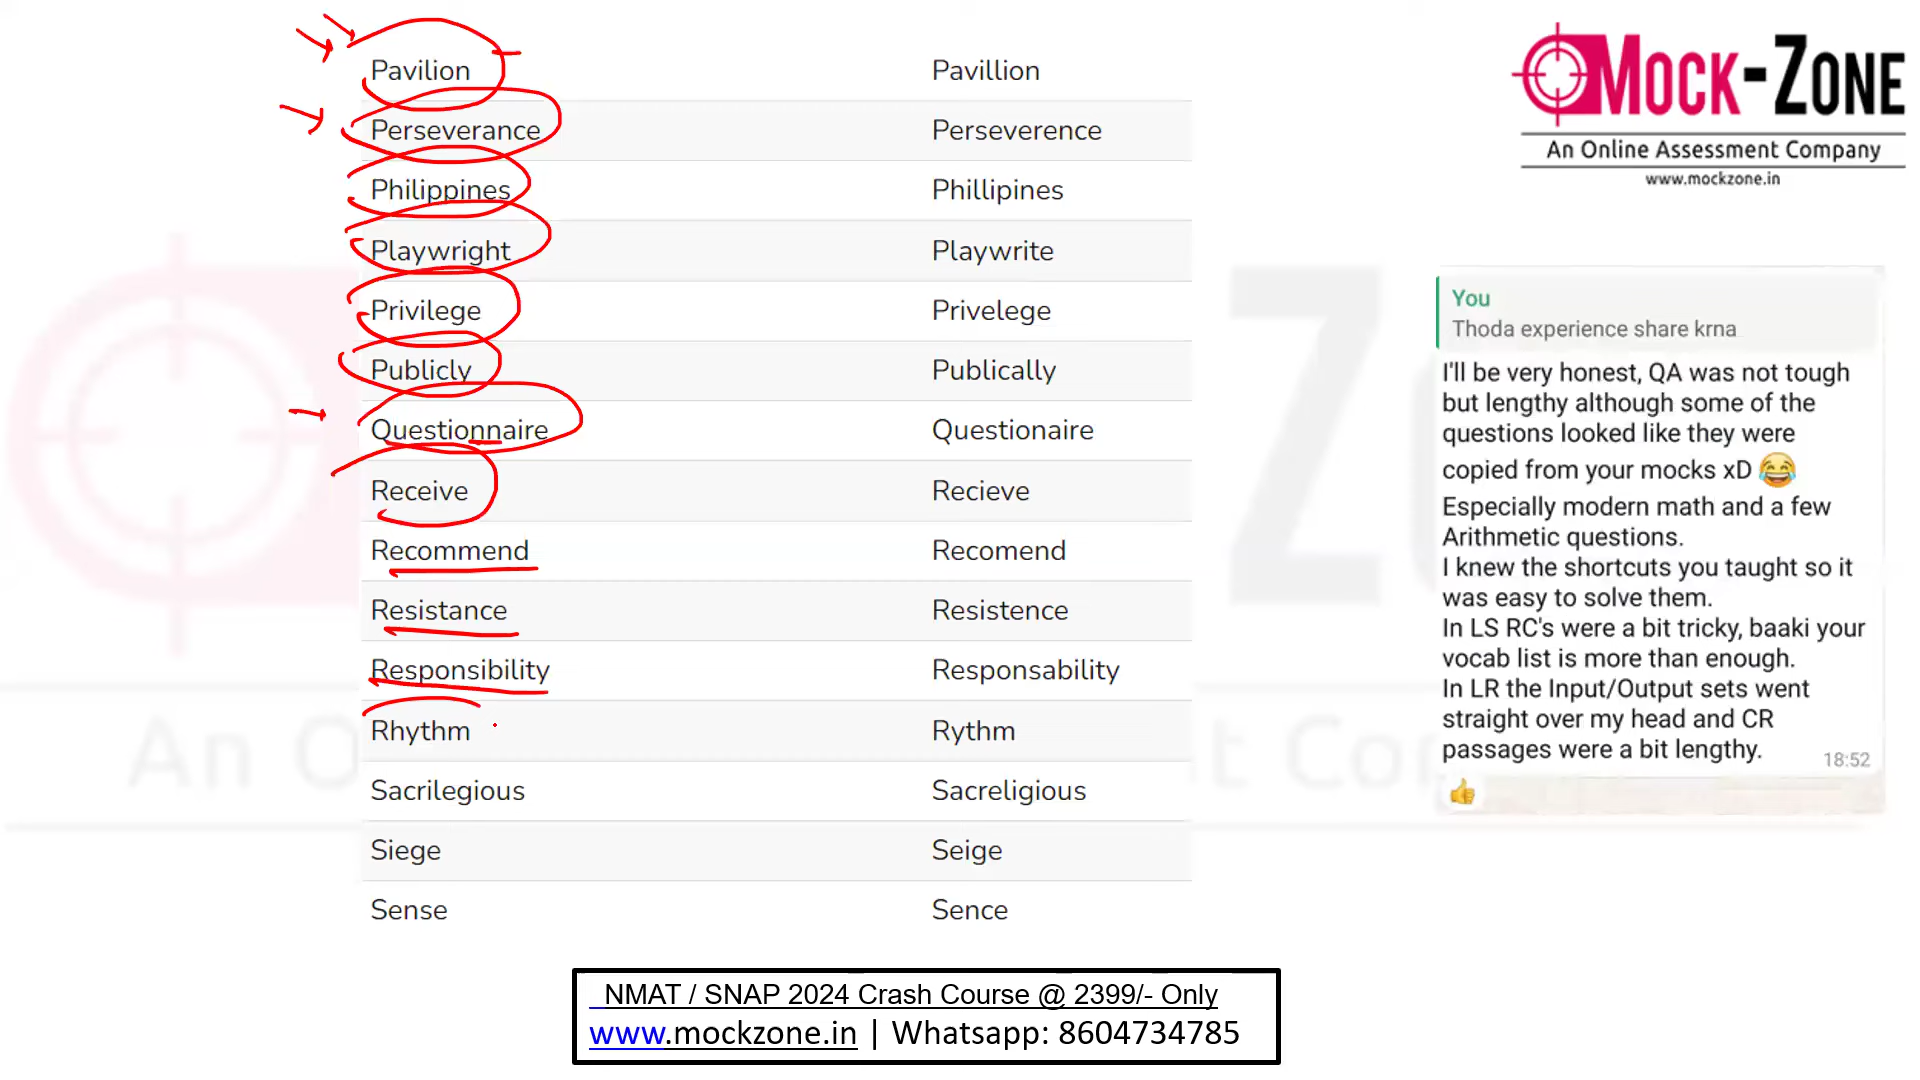 Pavilion Pavillion
Perseverance Perseverence
Philippines Phillipines
Playwright Playwrite
Privilege Privelege
Publicly Publically
Questionnaire Questionaire
Receive Recieve
Recommend Recomend
Resistance Resistence
Responsibility Responsability
Rhythm Rythm
Sacrilegious Sacreligious
Siege Seige
Sense Sence
MOCK-ZONE
An Online Assessment Company
www.mockzone.in
You
Thoda experience share krna
I'll be very honest, QA was not tough
but lengthy although some of the
questions looked like they were
copied from your mocks xD 😂
Especially modern math and a few
Arithmetic questions.
I knew the shortcuts you taught so it
was easy to solve them.
In LS RC's were a bit tricky, baaki your
vocab list is more than enough.
In LR the Input/Output sets went
straight over my head and CR
passages were a bit lengthy.
18:52
👍
NMAT / SNAP 2024 Crash Course @ 2399/- Only
www.mockzone.in | Whatsapp: 8604734785